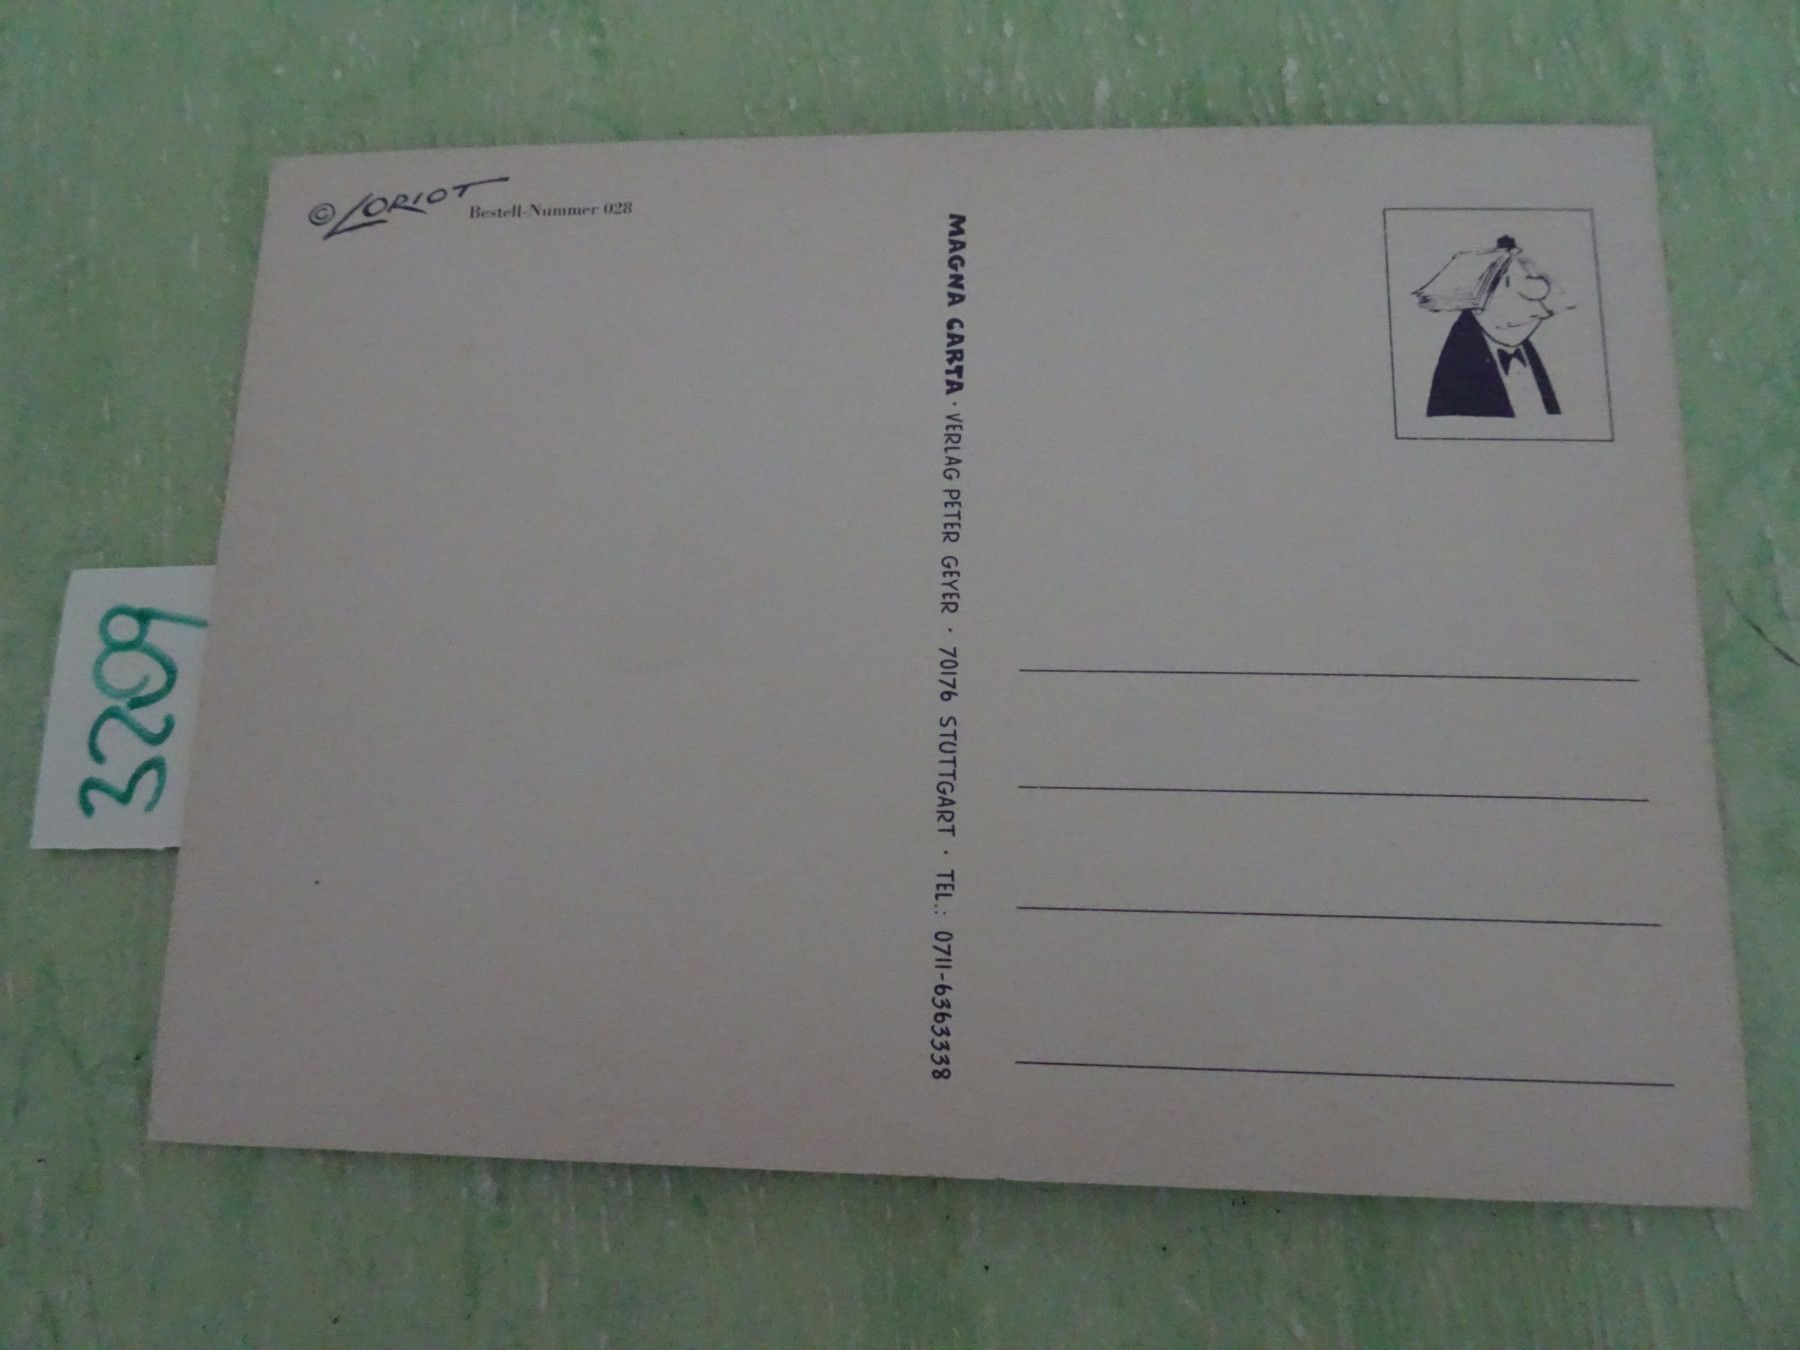 © LORIOT
Bestell-Nummer 028
MAGNA CARTA · VERLAG PETER GEYER · 70176 STUTTGART · TEL.: 0711-6363338
3209